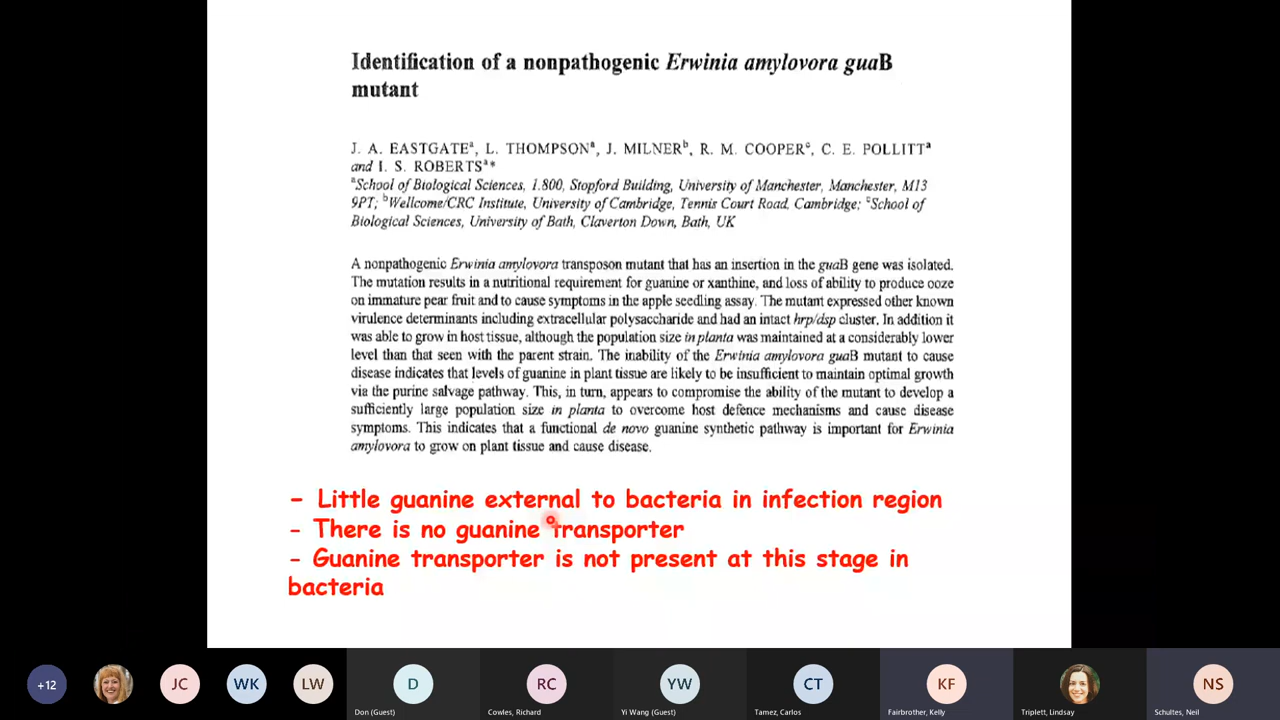 Identification of a nonpathogenic Erwinia amylovora guaB
mutant
J. A. EASTGATEa, L. THOMPSONa, J. MILNERb, R. M. COOPERc, C. E. POLLITTa
and I. S. ROBERTSa*
aSchool of Biological Sciences, 1.800, Stopford Building, University of Manchester, Manchester, M13
9PT; bWellcome/CRC Institute, University of Cambridge, Tennis Court Road, Cambridge; cSchool of
Biological Sciences, University of Bath, Claverton Down, Bath, UK
A nonpathogenic Erwinia amylovora transposon mutant that has an insertion in the guaB gene was isolated.
The mutation results in a nutritional requirement for guanine or xanthine, and loss of ability to produce ooze
on immature pear fruit and to cause symptoms in the apple seedling assay. The mutant expressed other known
virulence determinants including extracellular polysaccharide and had an intact hrp/dsp cluster. In addition it
was able to grow in host tissue, although the population size in planta was maintained at a considerably lower
level than that seen with the parent strain. The inability of the Erwinia amylovora guaB mutant to cause
disease indicates that levels of guanine in plant tissue are likely to be insufficient to maintain optimal growth
via the purine salvage pathway. This, in turn, appears to compromise the ability of the mutant to develop a
sufficiently large population size in planta to overcome host defence mechanisms and cause disease
symptoms. This indicates that a functional de novo guanine synthetic pathway is important for Erwinia
amylovora to grow on plant tissue and cause disease.
- Little guanine external to bacteria in infection region
- There is no guanine transporter
- Guanine transporter is not present at this stage in
bacteria
+12
JC
WK
LW
D
RC
YW
CT
KF
NS
Don (Guest)
Cowles, Richard
Yi Wang (Guest)
Tamez, Carlos
Fairbrother, Kelly
Triplett, Lindsay
Schultes, Neil